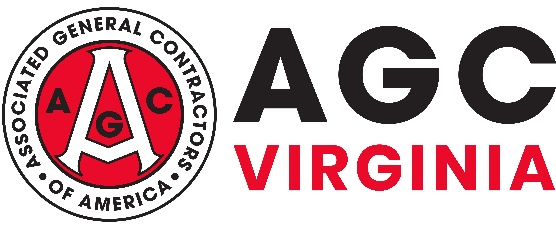 ASSOCIATED GENERAL CONTRACTORS
• OF AMERICA •
A G C
AGC
VIRGINIA